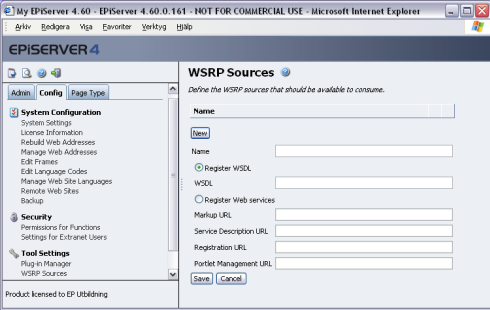 My EPiServer 4.60 - EPiServer 4.60.0.161 - NOT FOR COMMERCIAL USE - Microsoft Internet Explorer
Arkiv Redigera Visa Favoriter Verktyg Hjälp
EPiSERVER 4
Admin Config Page Type
System Configuration
System Settings
License Information
Rebuild Web Addresses
Manage Web Addresses
Edit Frames
Edit Language Codes
Manage Web Site Languages
Remote Web Sites
Backup
Security
Permissions for Functions
Settings for Extranet Users
Tool Settings
Plug-in Manager
WSRP Sources
Product licensed to EP Utbildning
WSRP Sources
Define the WSRP sources that should be available to consume.
Name
New
Name
Register WSDL
WSDL
Register Web services
Markup URL
Service Description URL
Registration URL
Portlet Management URL
Save Cancel